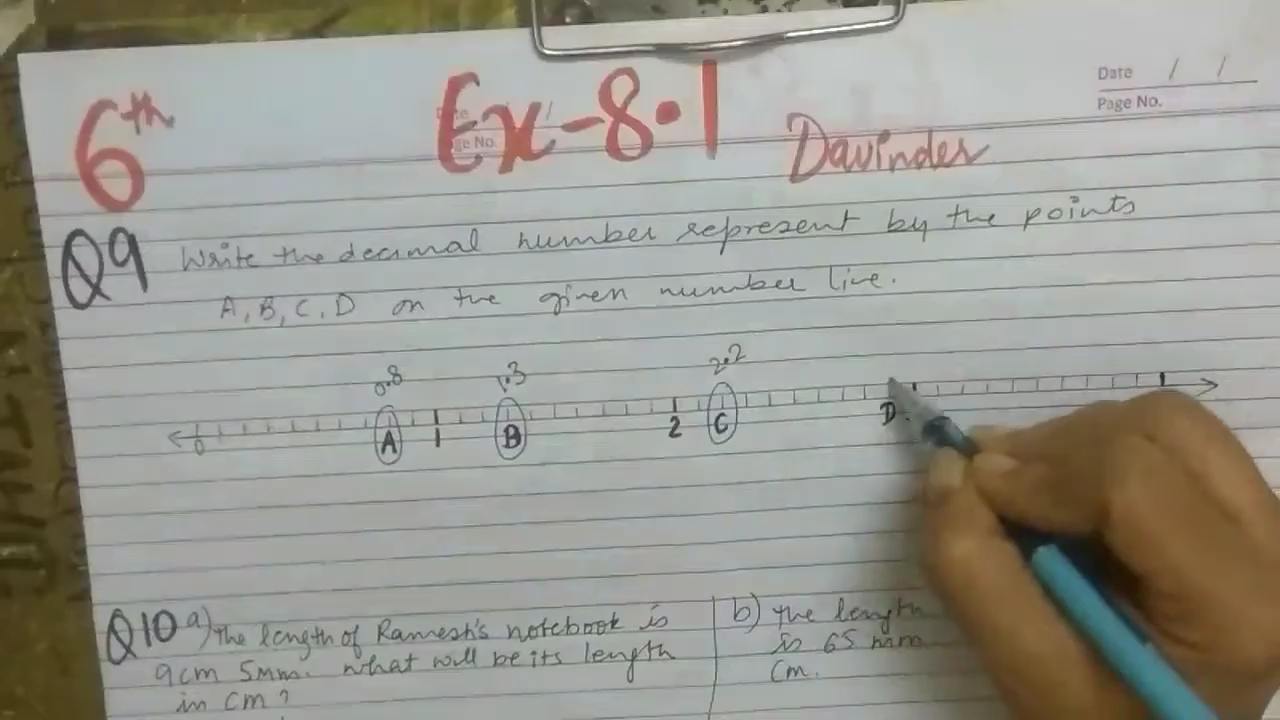 Date / /
Page No.
6th Ex-8.1 Davinder
Q9 Write the decimal number represent by the points
A, B, C, D on the given number line.
0.8 1.3 2.2
0 A 1 B 2 C D
Q10 a) The length of Ramesh's notebook is
9cm 5mm. what will be its length
in cm?
b) The length
is 65 mm
cm.